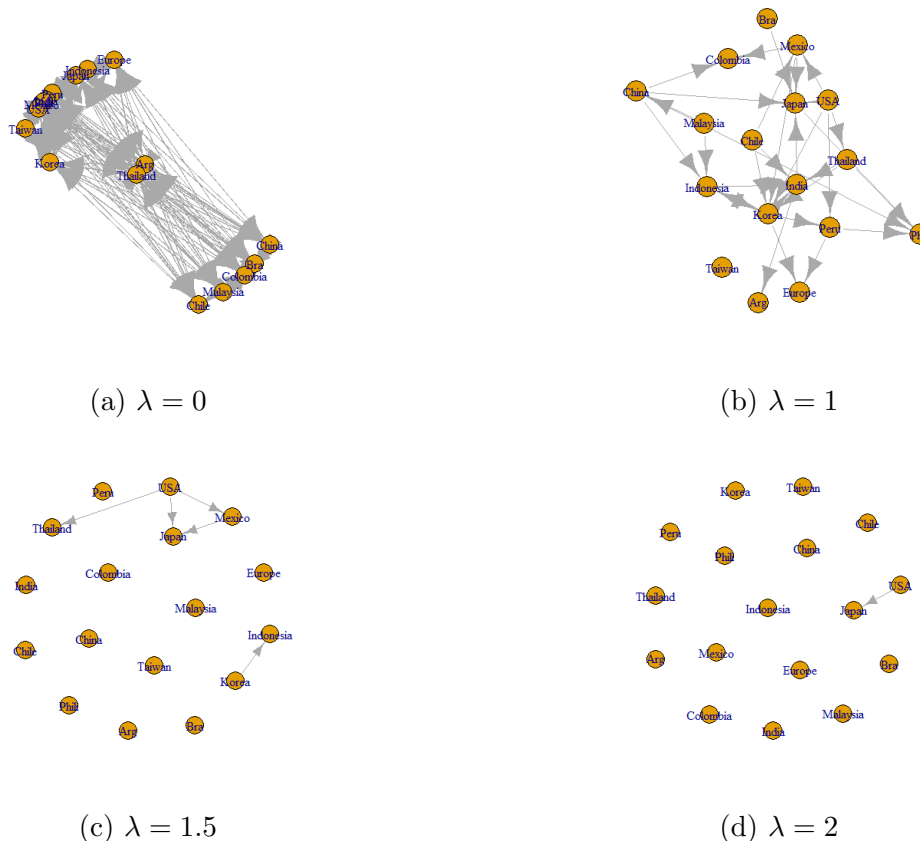 Europe
Indonesia
Japan
Peru
USA
Taiwan
Korea
Arg
Thailand
China
Bra
Colombia
Malaysia
Chile
(a) λ = 0
Bra
Mexico
Colombia
China
Japan
USA
Malaysia
Chile
Thailand
Indonesia
India
Korea
Peru
Taiwan
Arg
Europe
(b) λ = 1
Peru
USA
Thailand
Mexico
Japan
Colombia
Europe
India
Malaysia
China
Indonesia
Chile
Taiwan
Korea
Phil
Arg
Bra
(c) λ = 1.5
Korea
Taiwan
Chile
Peru
China
Phil
USA
Thailand
Indonesia
Japan
Arg
Mexico
Europe
Bra
Colombia
India
Malaysia
(d) λ = 2